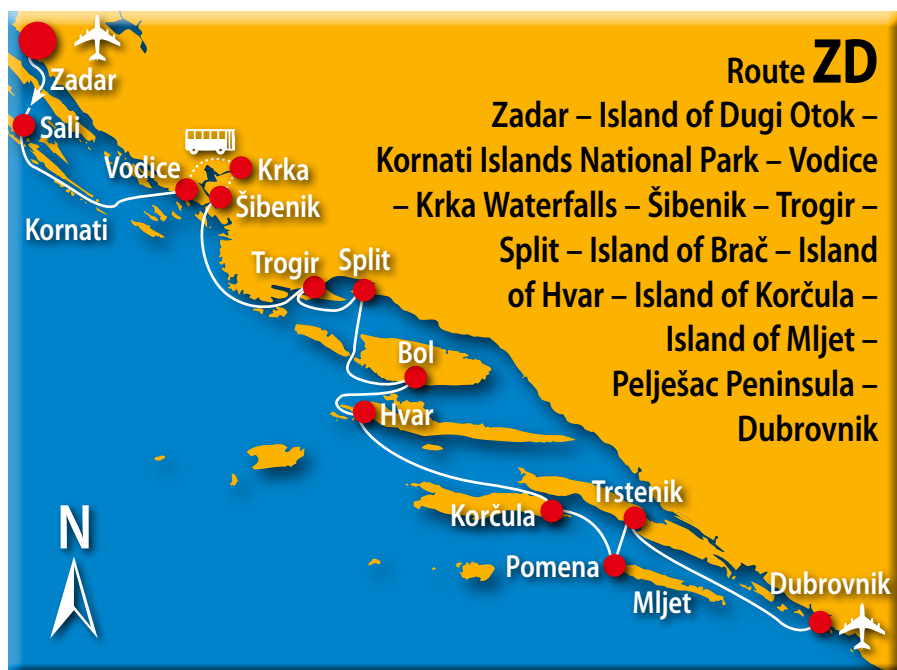 Route ZD
Zadar – Island of Dugi Otok –
Kornati Islands National Park – Vodice
– Krka Waterfalls – Šibenik – Trogir –
Split – Island of Brač – Island
of Hvar – Island of Korčula –
Island of Mljet –
Pelješac Peninsula –
Dubrovnik
Zadar
Sali
Vodice
Krka
Šibenik
Kornati
Trogir
Split
Bol
Hvar
Korčula
Trstenik
Pomena
Mljet
Dubrovnik
N